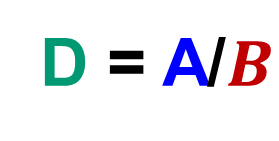 D = A/B